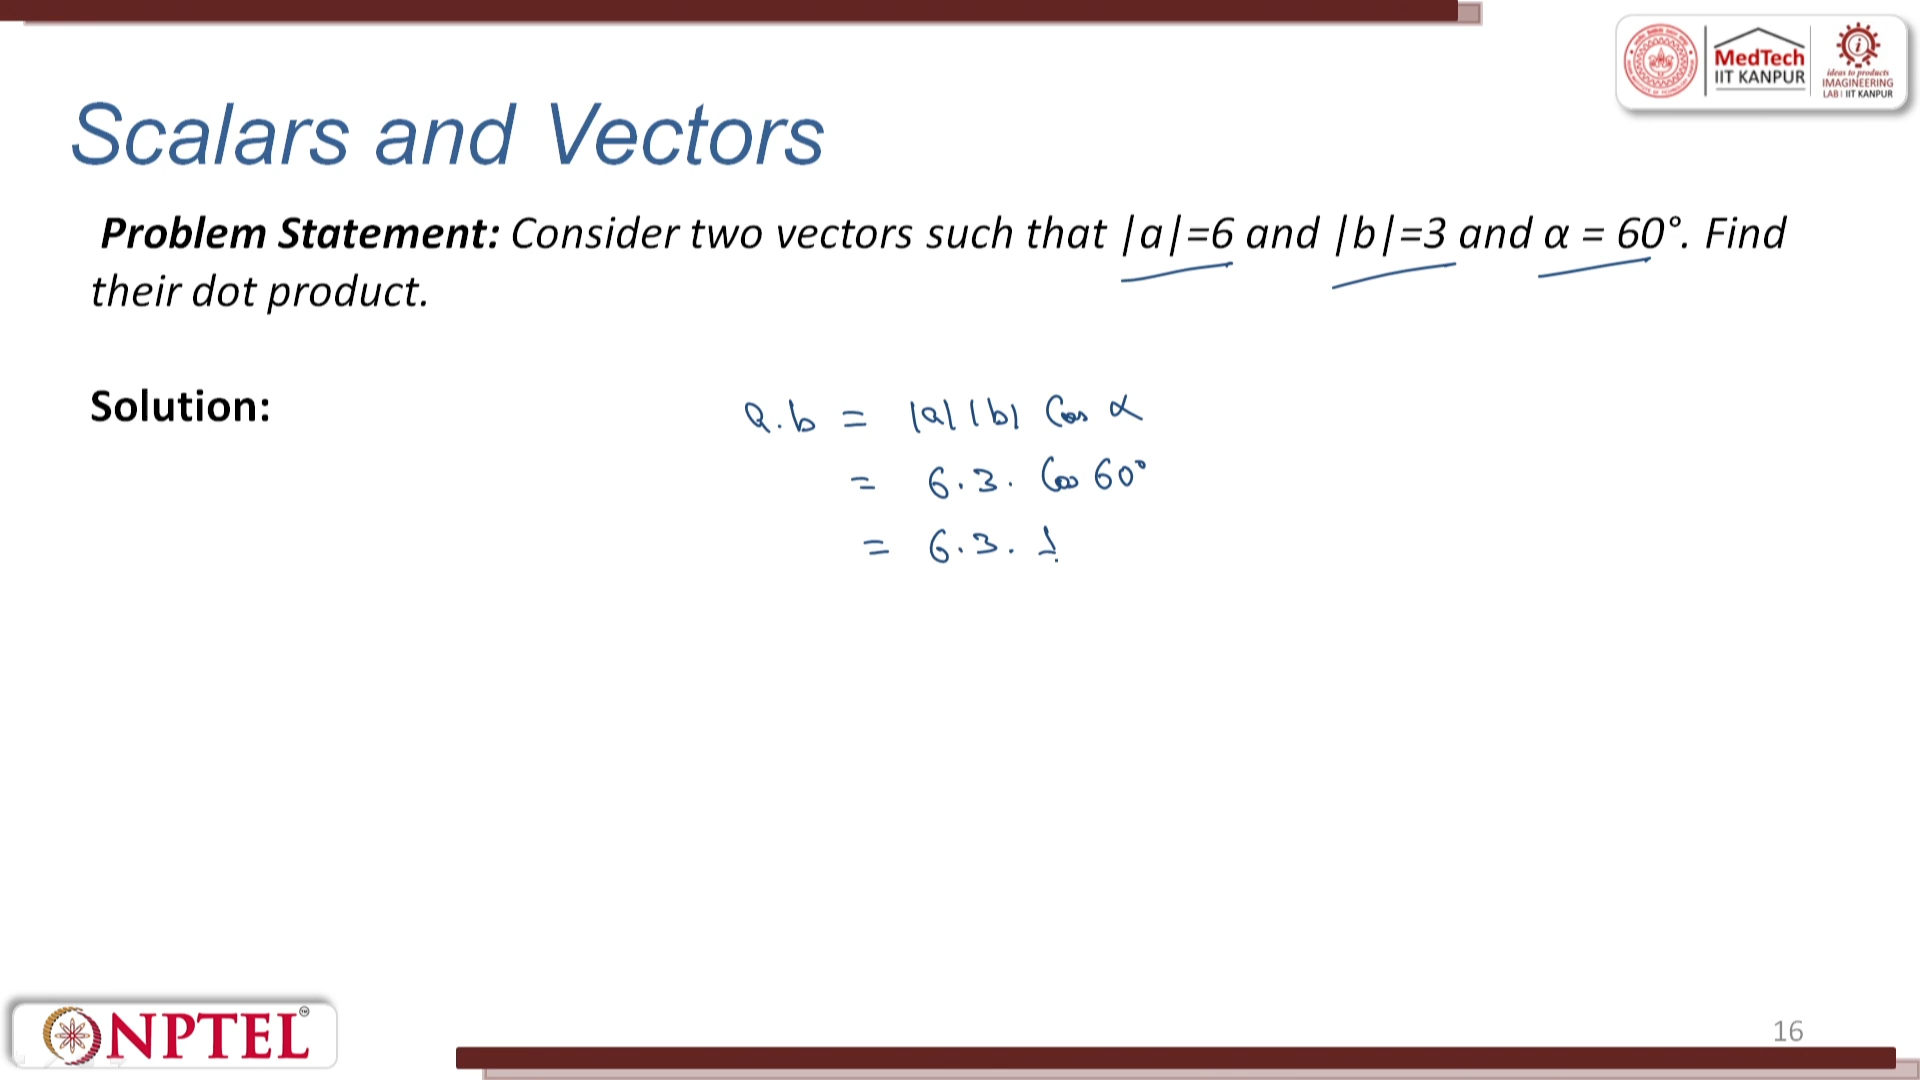 MedTech
IIT KANPUR
ideas to products
IMAGINEERING
LAB | IIT KANPUR
Scalars and Vectors
Problem Statement: Consider two vectors such that |a|=6 and |b|=3 and α = 60°. Find
their dot product.
Solution:
a.b = |a| |b| Cos α
= 6.3. Cos 60°
= 6.3. 1
NPTEL
16